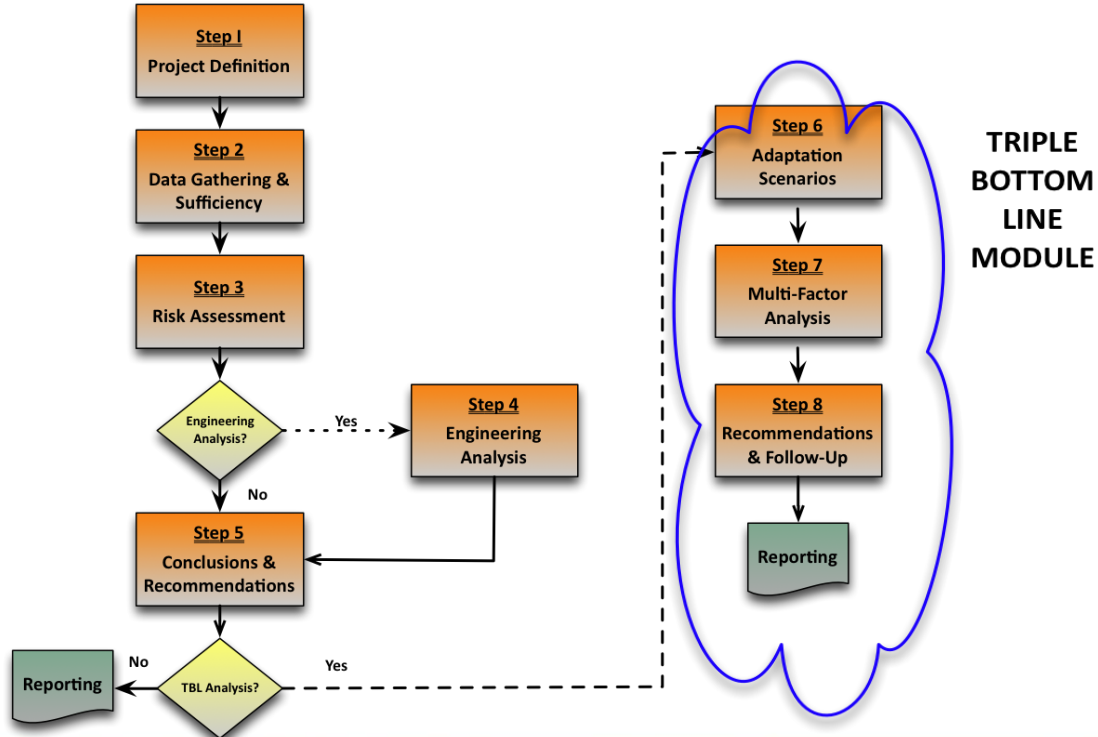 Step I
Project Definition
Step 2
Data Gathering &
Sufficiency
Step 3
Risk Assessment
Engineering
Analysis?
Yes
Step 4
Engineering
Analysis
No
Step 5
Conclusions &
Recommendations
TBL Analysis?
No
Reporting
Yes
Step 6
Adaptation
Scenarios
Step 7
Multi-Factor
Analysis
Step 8
Recommendations
& Follow-Up
Reporting
TRIPLE
BOTTOM
LINE
MODULE